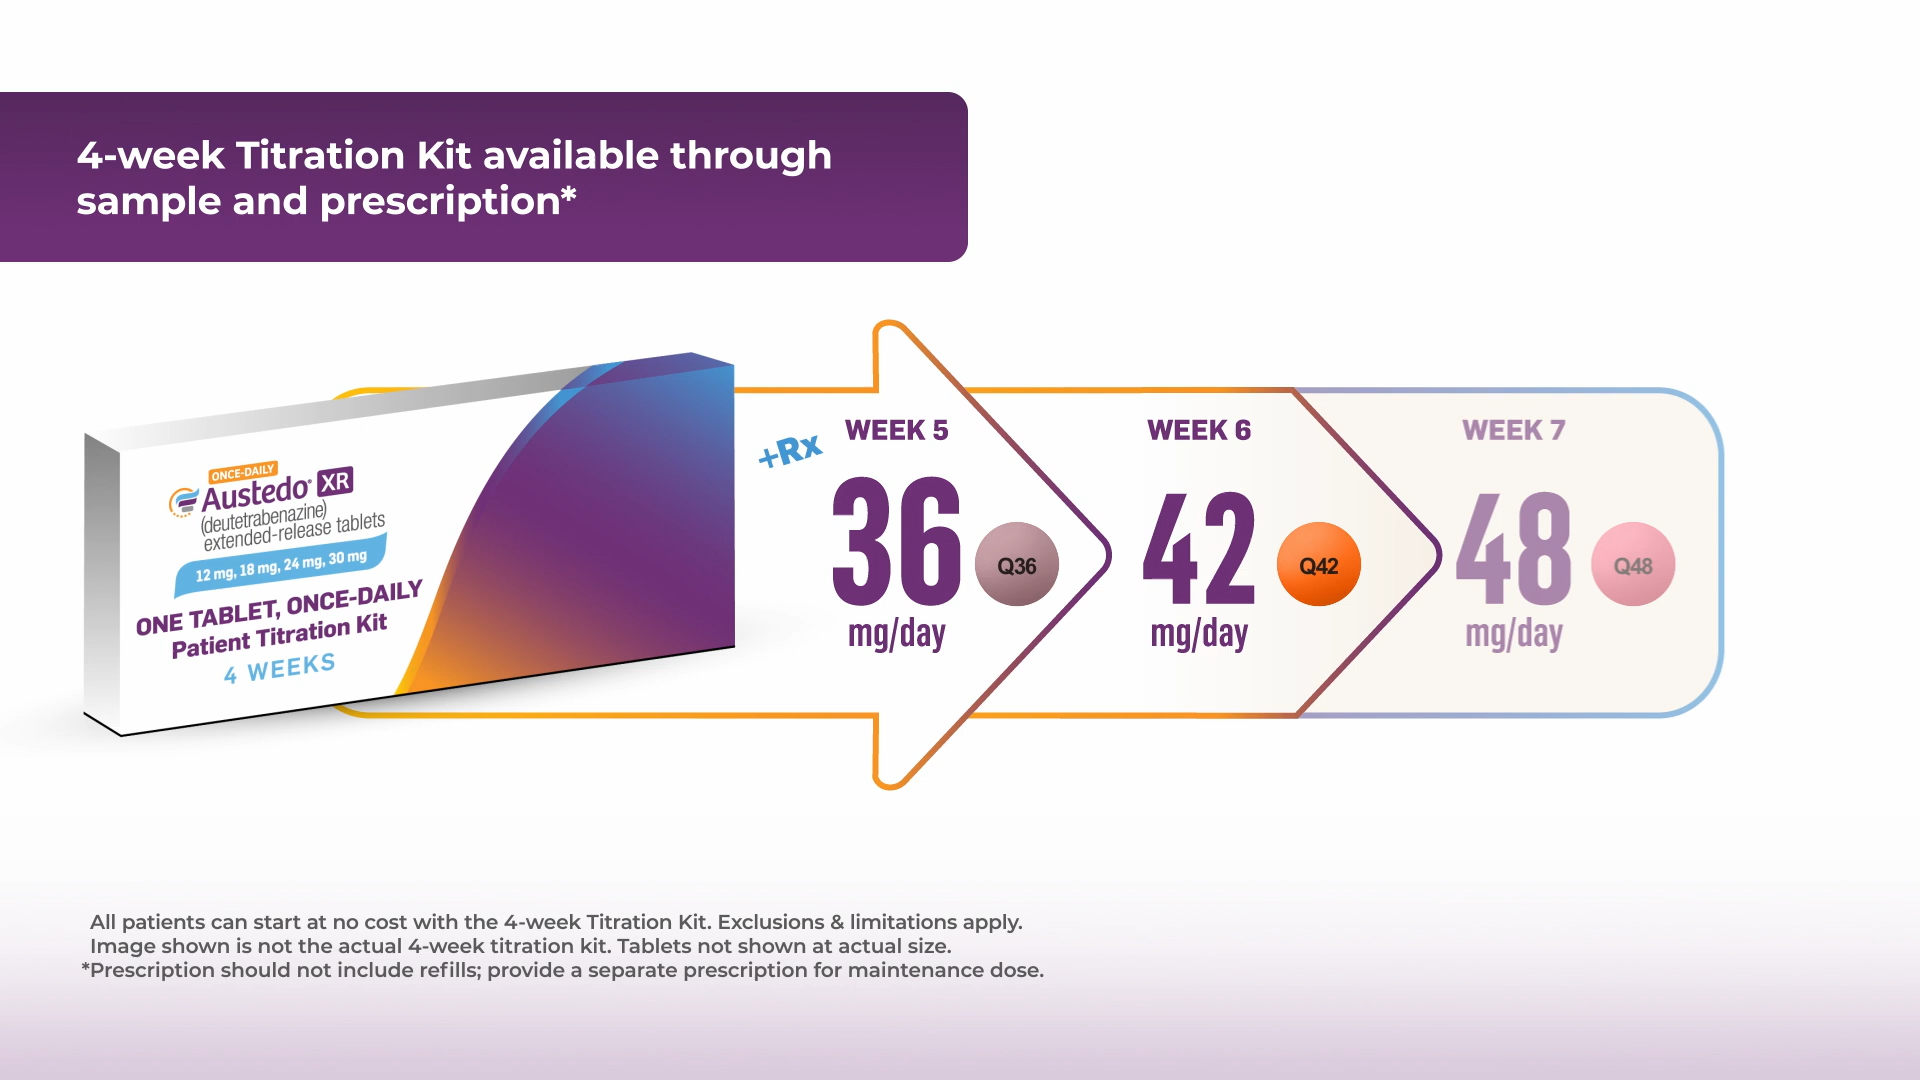 4-week Titration Kit available through
sample and prescription*
ONCE-DAILY
Austedo® XR
(deutetrabenazine)
extended-release tablets
12 mg, 18 mg, 24 mg, 30 mg
ONE TABLET, ONCE-DAILY
Patient Titration Kit
4 WEEKS
+Rx
WEEK 5
36
mg/day
Q36
WEEK 6
42
mg/day
Q42
WEEK 7
48
mg/day
Q48
All patients can start at no cost with the 4-week Titration Kit. Exclusions & limitations apply.
Image shown is not the actual 4-week titration kit. Tablets not shown at actual size.
*Prescription should not include refills; provide a separate prescription for maintenance dose.